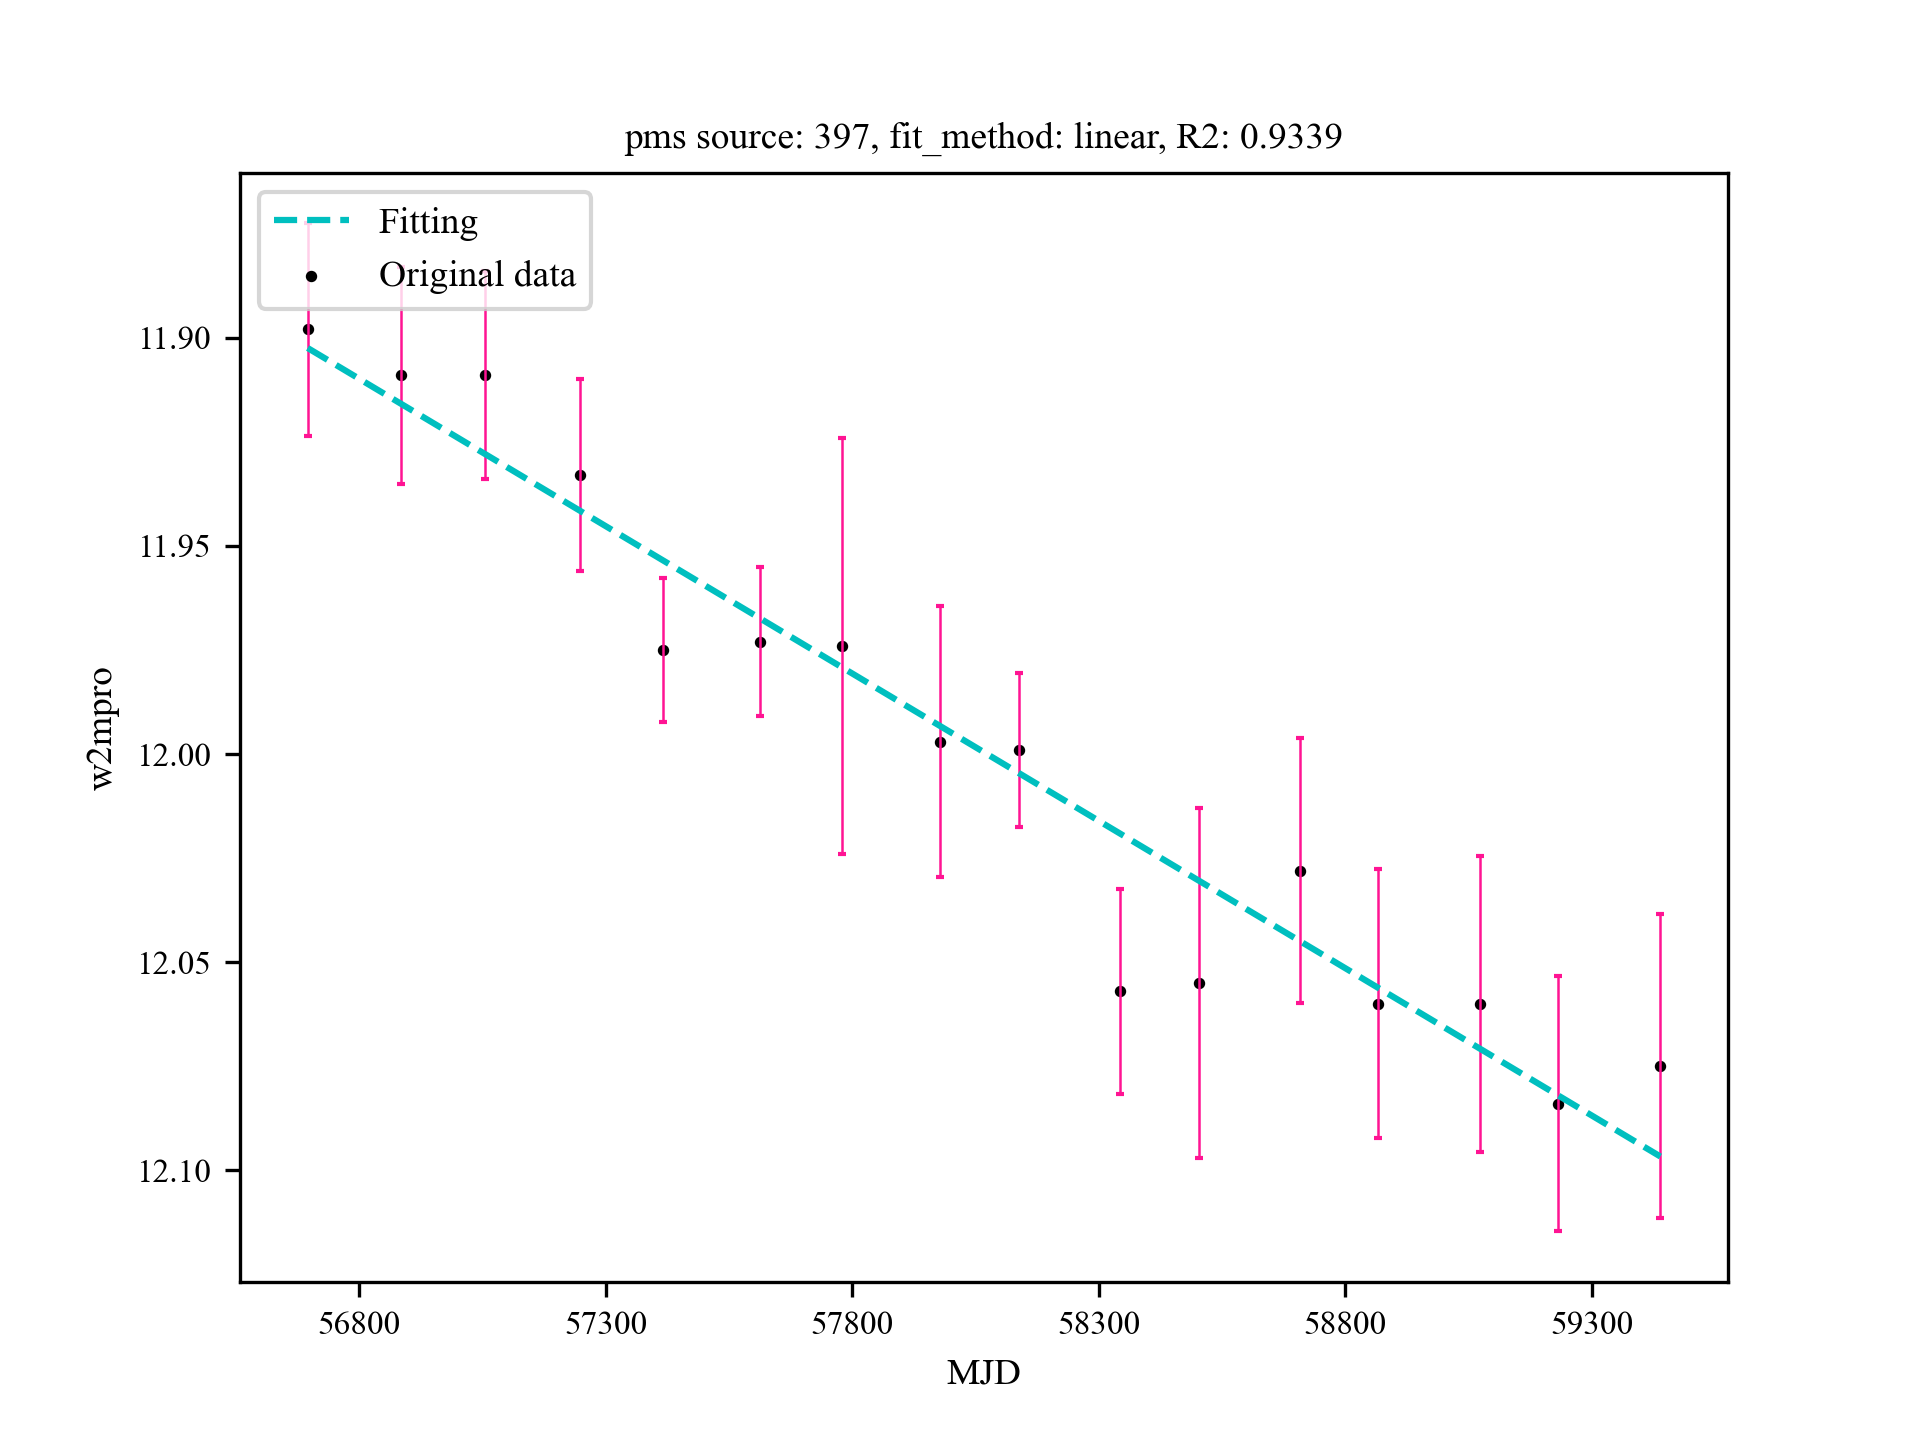 pms source: 397, fit_method: linear, R2: 0.9339
Fitting
Original data
11.90
11.95
12.00
12.05
12.10
w2mpro
56800 57300 57800 58300 58800 59300
MJD